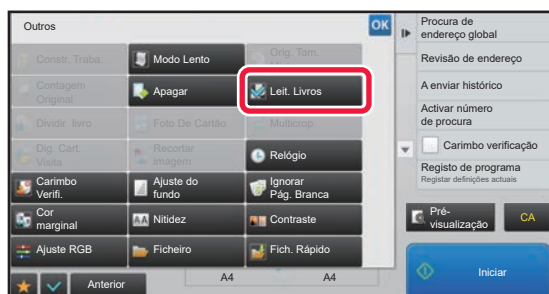 Outros
OK
Constr. Traba.
Modo Lento
Orig. Tam.
Contagem
Original
Apagar
Leit. Livros
Dividir livro
Foto De Cartão
Multicrop
Dig. Cart.
Visita
Recortar
imagem
Relógio
Carimbo
Verifi.
Ajuste do
fundo
Ignorar
Pág. Branca
Cor
marginal
AA Nitidez
Contraste
Ajuste RGB
Ficheiro
Fich. Rápido
Anterior
A4
A4
Procura de
endereço global
Revisão de endereço
A enviar histórico
Activar número
de procura
Carimbo verificação
Registo de programa
Registar definições actuais
Pré-
visualização
CA
Iniciar